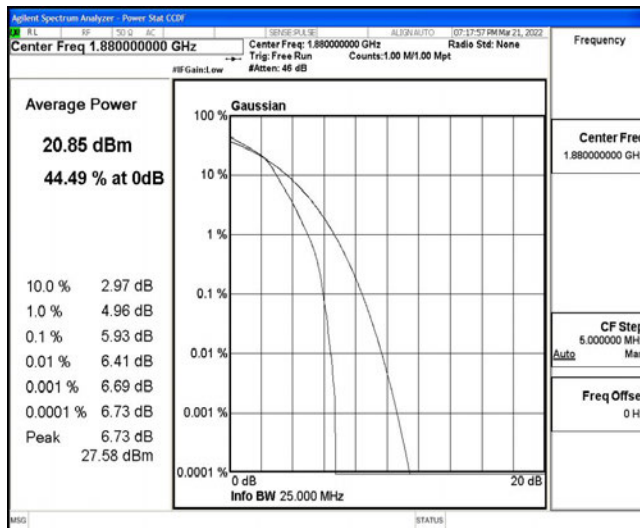 Agilent Spectrum Analyzer - Power Stat CCDF
RL RF 50 Ω AC SENSE:PULSE ALIGN AUTO 07:17:57 PM Mar 21, 2022
Center Freq 1.880000000 GHz
Center Freq: 1.880000000 GHz Radio Std: None
Trig: Free Run Counts:1.00 M/1.00 Mpt
#IFGain:Low #Atten: 46 dB
Frequency
Average Power
20.85 dBm
44.49 % at 0dB
10.0 % 2.97 dB
1.0 % 4.96 dB
0.1 % 5.93 dB
0.01 % 6.41 dB
0.001 % 6.69 dB
0.0001 % 6.73 dB
Peak 6.73 dB
27.58 dBm
Gaussian
100 %
10 %
1 %
0.1 %
0.01 %
0.001 %
0.0001 %
0 dB 20 dB
Info BW 25.000 MHz
Center Freq
1.880000000 GH
CF Step
5.000000 MH
Auto Ma
Freq Offse
0 H
MSG STATUS